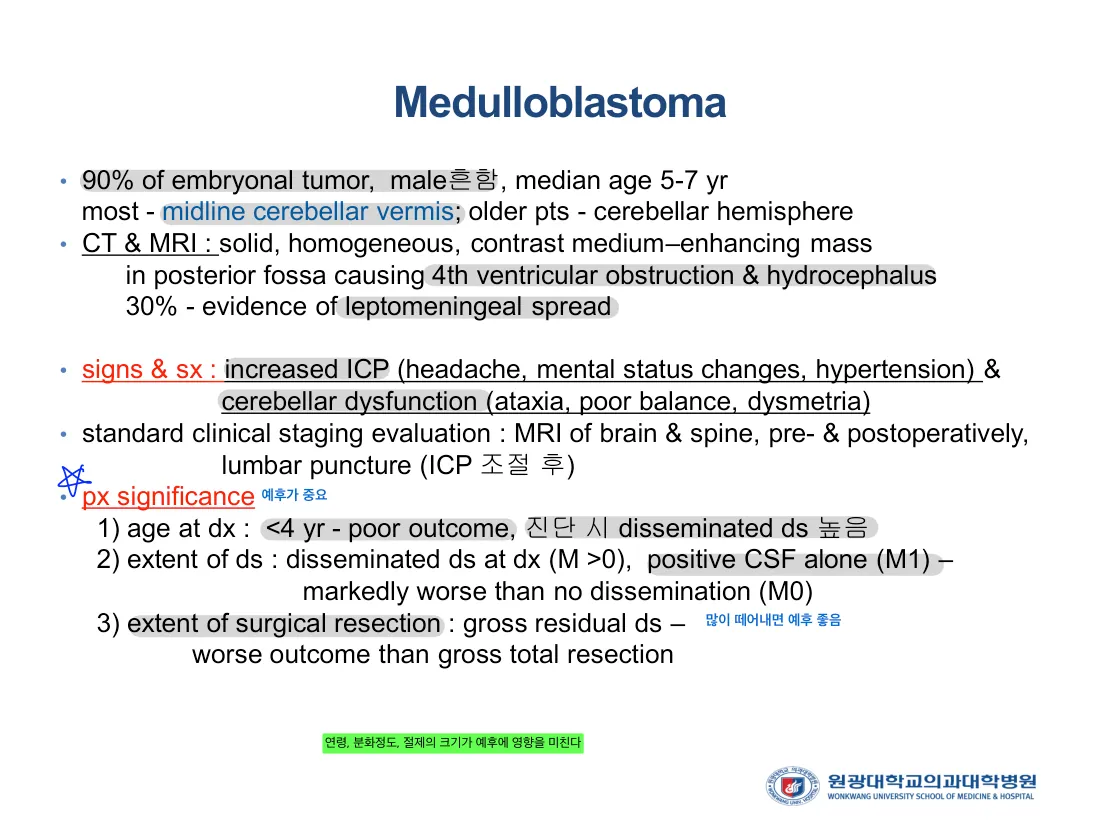 Medulloblastoma
• 90% of embryonal tumor, male흔함, median age 5-7 yr
most - midline cerebellar vermis; older pts - cerebellar hemisphere
• CT & MRI : solid, homogeneous, contrast medium–enhancing mass
in posterior fossa causing 4th ventricular obstruction & hydrocephalus
30% - evidence of leptomeningeal spread
• signs & sx : increased ICP (headache, mental status changes, hypertension) &
cerebellar dysfunction (ataxia, poor balance, dysmetria)
• standard clinical staging evaluation : MRI of brain & spine, pre- & postoperatively,
lumbar puncture (ICP 조절 후)
• px significance 예후가 중요
1) age at dx : <4 yr - poor outcome, 진단 시 disseminated ds 높음
2) extent of ds : disseminated ds at dx (M >0), positive CSF alone (M1) –
markedly worse than no dissemination (M0)
3) extent of surgical resection : gross residual ds – 많이 떼어내면 예후 좋음
worse outcome than gross total resection
연령, 분화정도, 절제의 크기가 예후에 영향을 미친다
원광대학교의과대학병원
WONKWANG UNIVERSITY SCHOOL OF MEDICINE & HOSPITAL